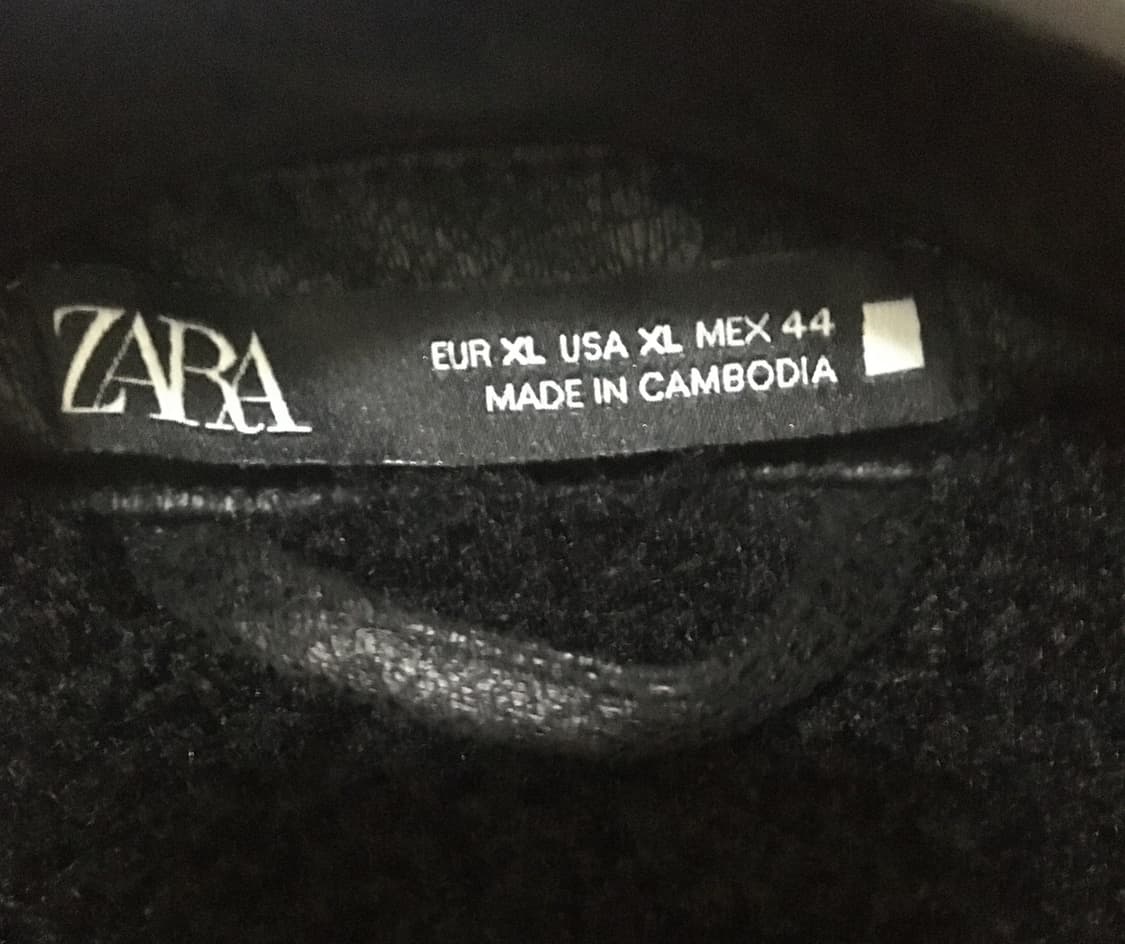 ZARA
EUR XL USA XL MEX 44
MADE IN CAMBODIA